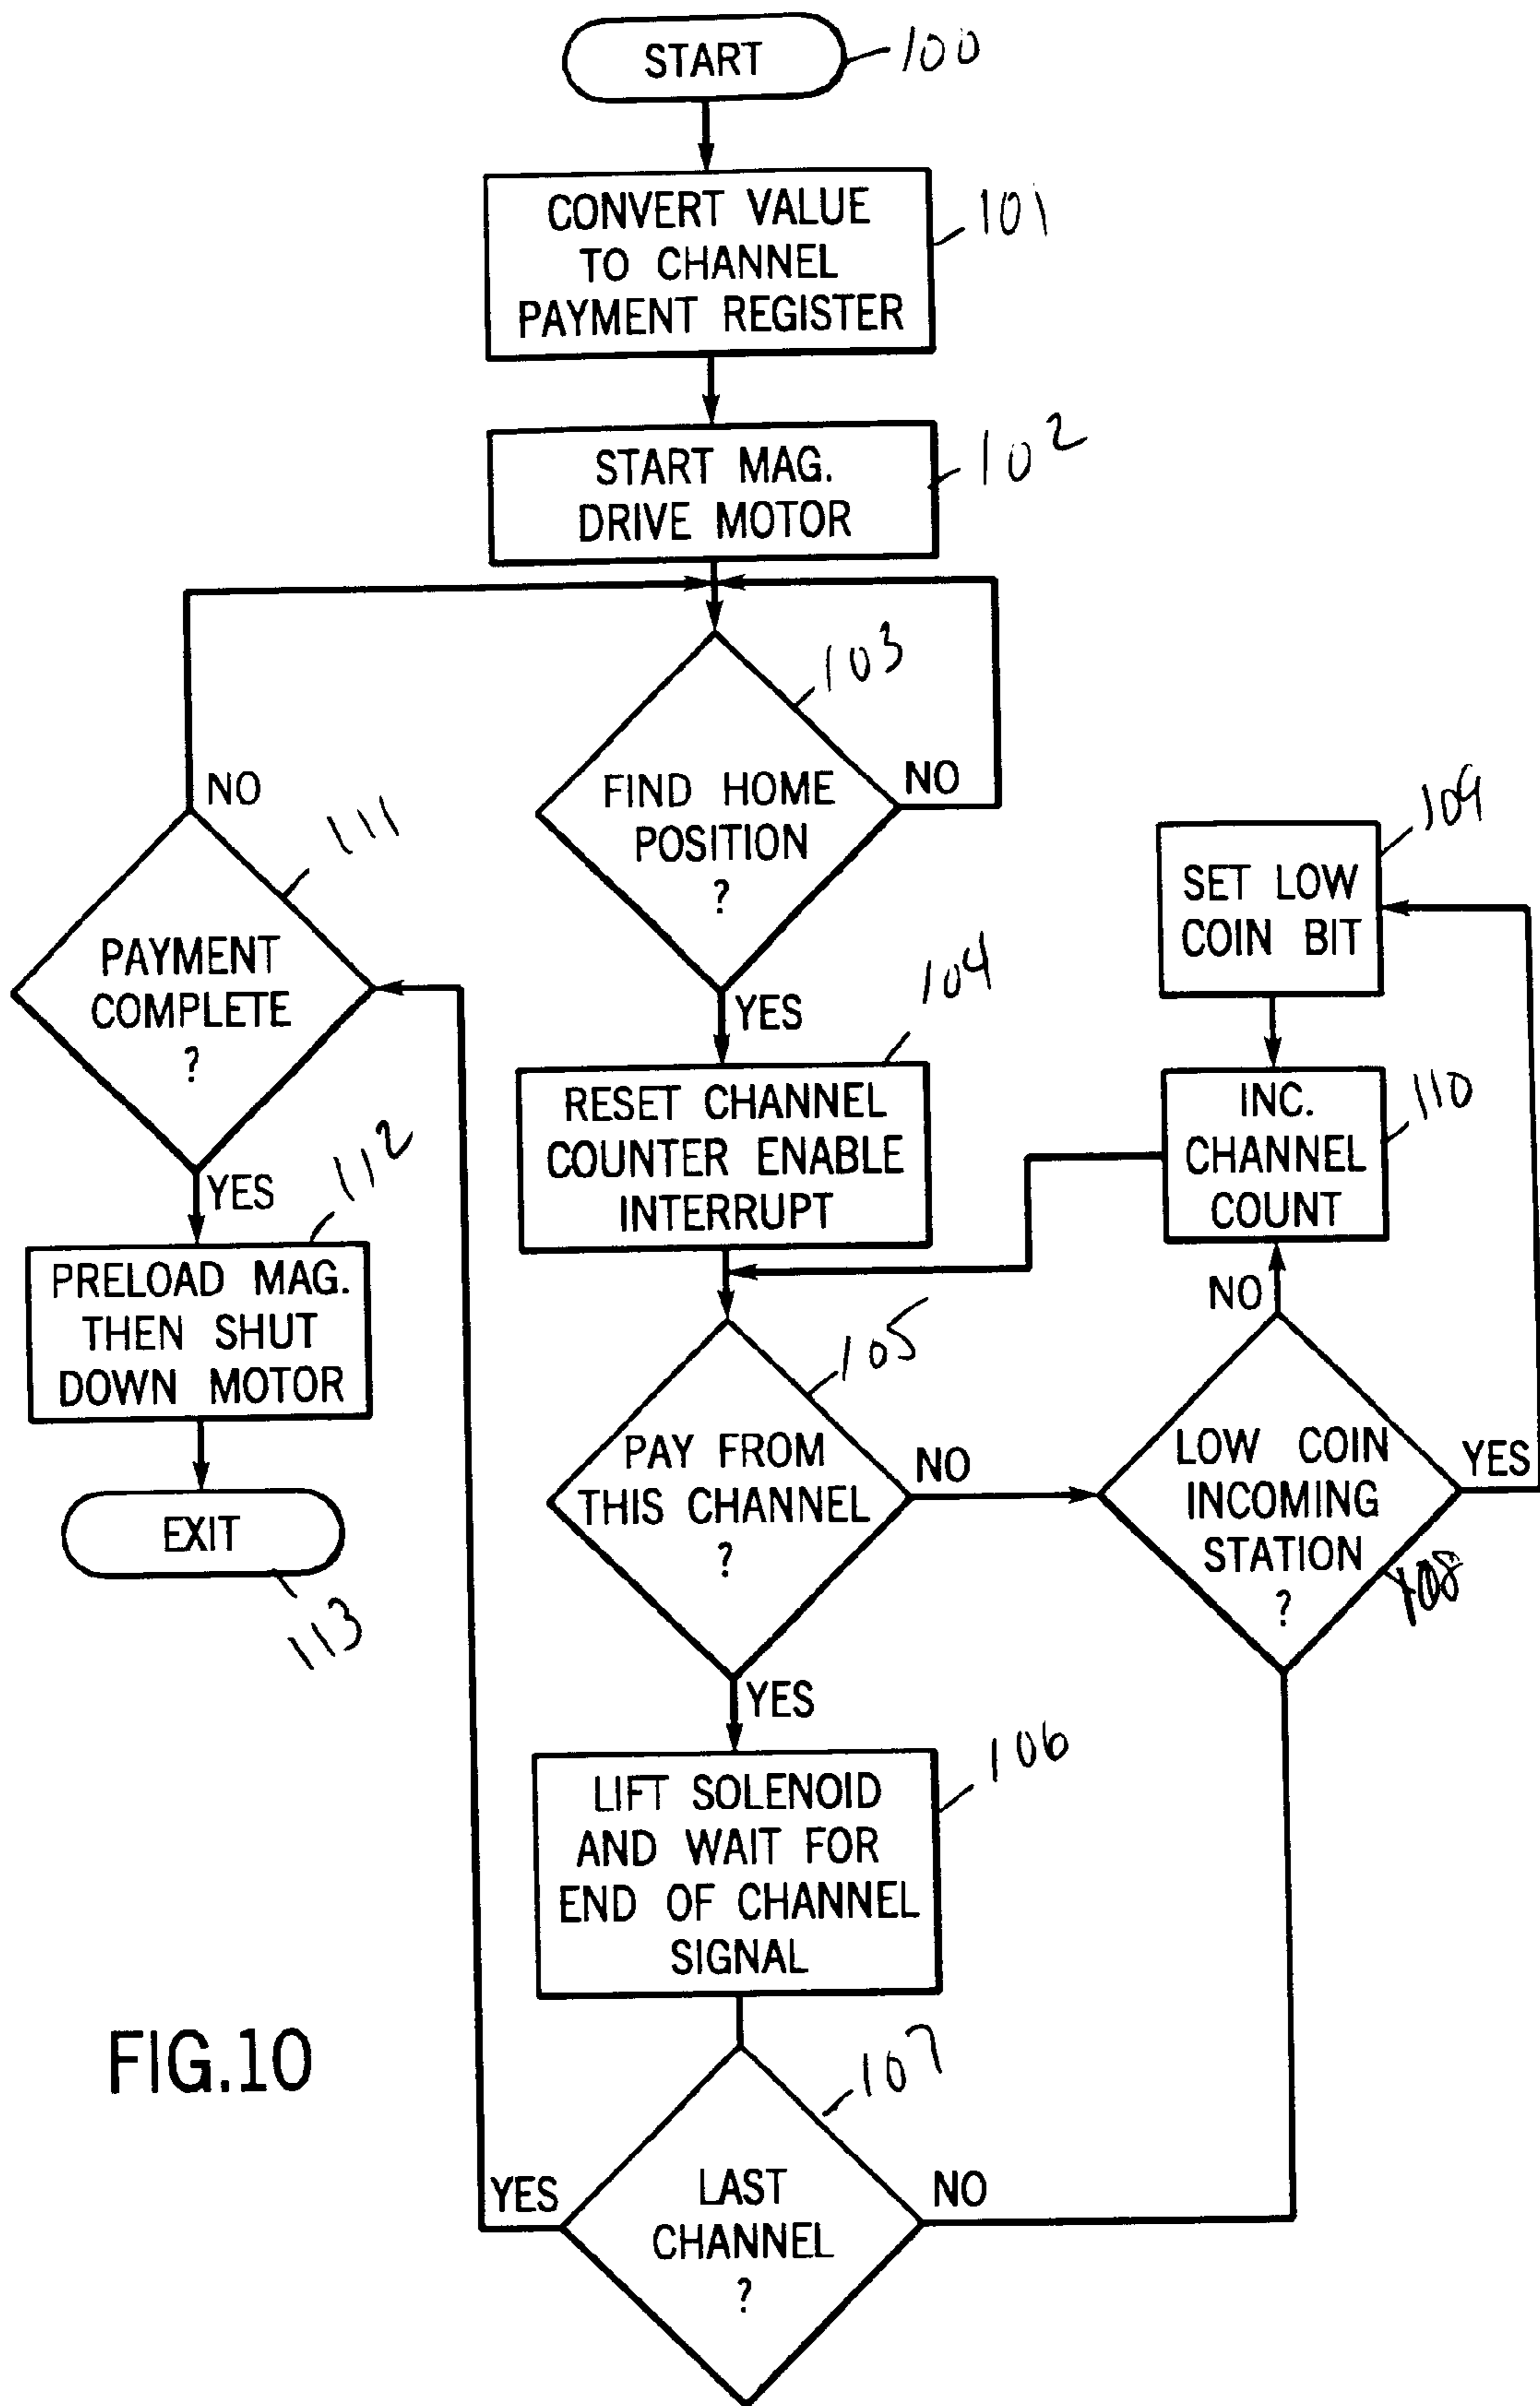 START
100
CONVERT VALUE
TO CHANNEL
PAYMENT REGISTER
101
START MAG.
DRIVE MOTOR
102
FIND HOME
POSITION
?
103
NO
YES
RESET CHANNEL
COUNTER ENABLE
INTERRUPT
104
PAY FROM
THIS CHANNEL
?
105
NO
YES
LIFT SOLENOID
AND WAIT FOR
END OF CHANNEL
SIGNAL
106
LAST
CHANNEL
?
107
YES
NO
LOW COIN
INCOMING
STATION
?
108
NO
YES
SET LOW
COIN BIT
109
INC.
CHANNEL
COUNT
110
PAYMENT
COMPLETE
?
111
NO
YES
PRELOAD MAG.
THEN SHUT
DOWN MOTOR
112
EXIT
113
FIG.10